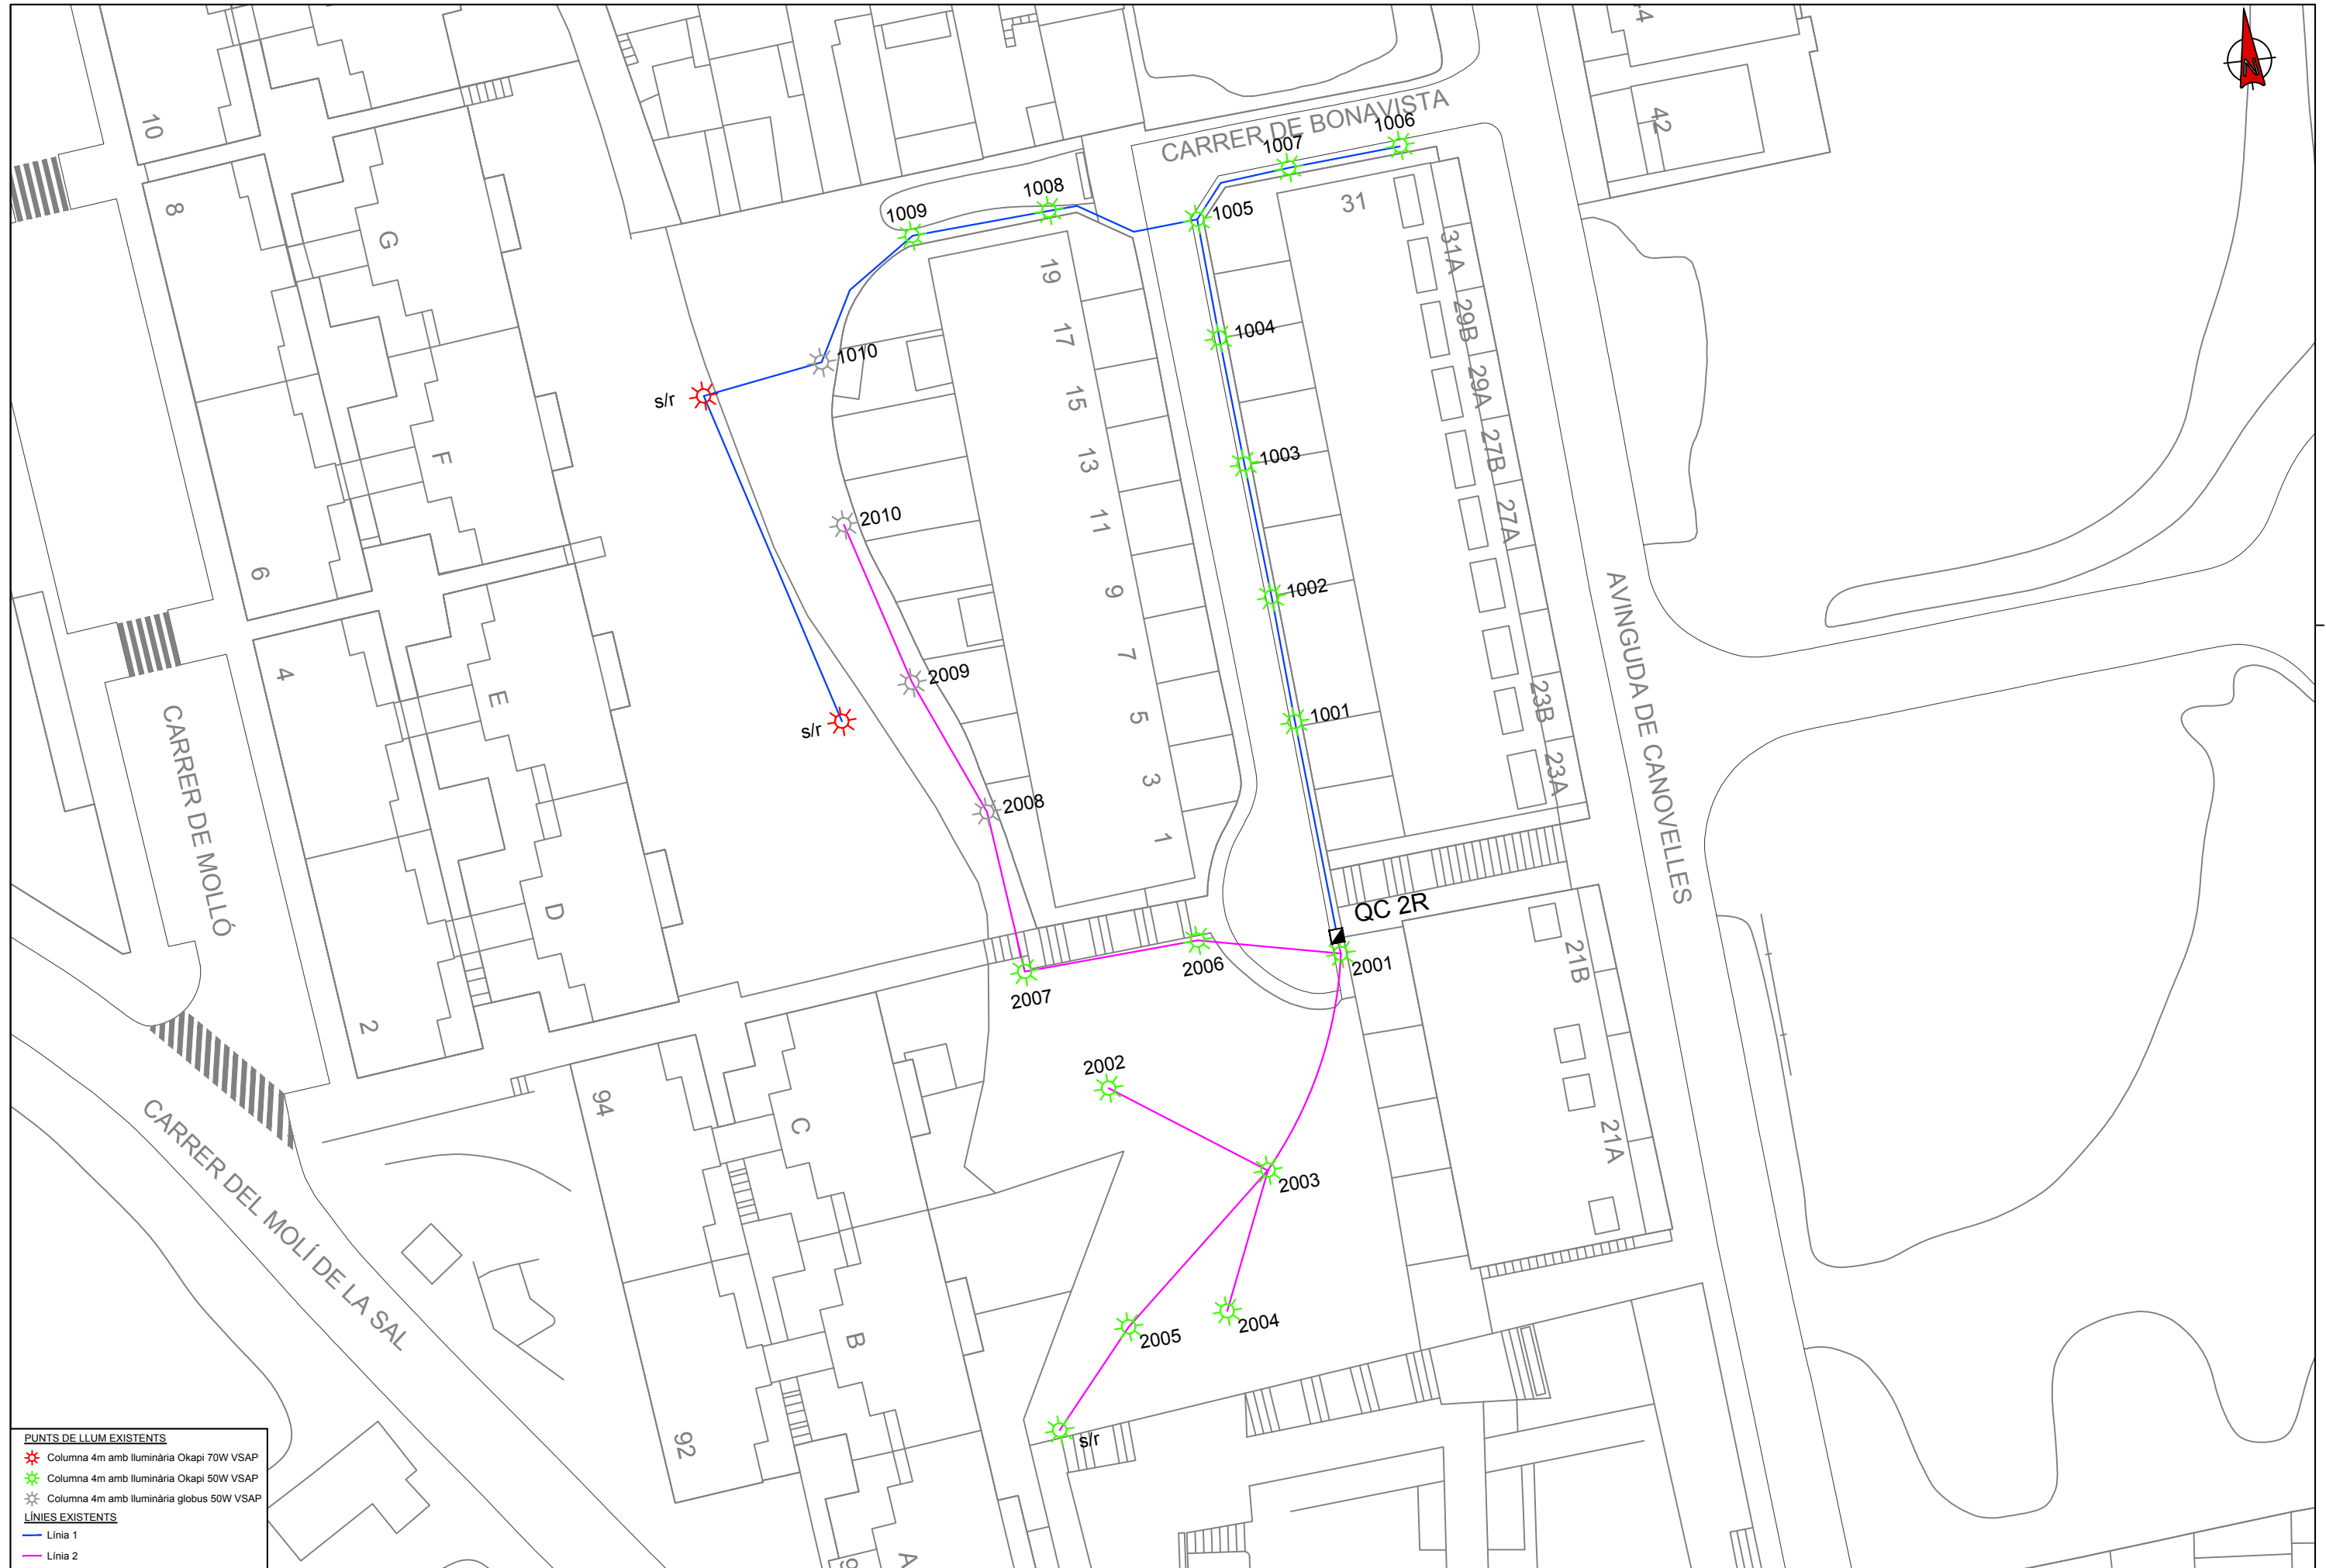 44
N
10
CARRER DE BONAVISTA
42
1006
1007
8
1008
31
1009
1005
G
31A
19
17
1004
29B
1010
s/r
15
29A
F
13
1003
27B
2010
11
27A
6
9
1002
AVINGUDA DE CANOVELLES
4
E
7
2009
23B
CARRER DE MOLLÓ
5
1001
s/r
3
23A
2008
1
D
QC 2R
2006
2001
21B
2007
2
2002
94
C
21A
CARRER DEL MOLÍ DE LA SAL
2003
B
2004
2005
92
s/r
A
PUNTS DE LLUM EXISTENTS
Columna 4m amb lluminària Okapi 70W VSAP
Columna 4m amb lluminària Okapi 50W VSAP
Columna 4m amb lluminària globus 50W VSAP
LÍNIES EXISTENTS
Línia 1
Línia 2